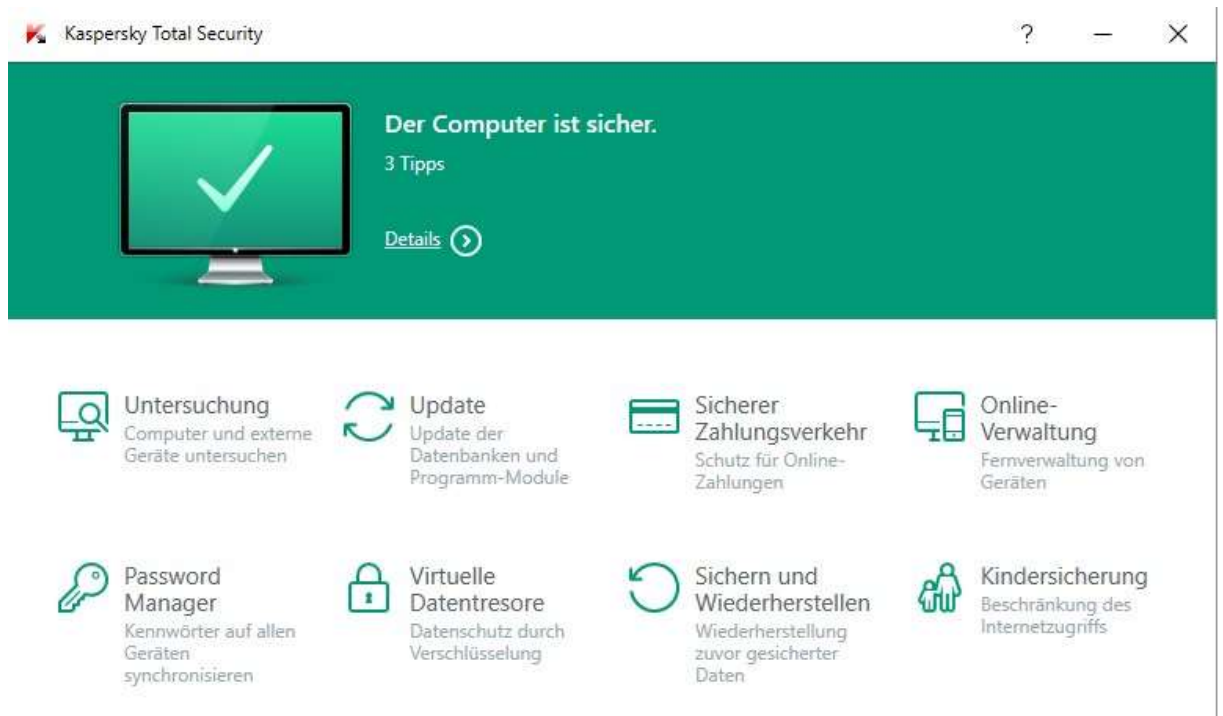 Kaspersky Total Security
?
Der Computer ist sicher.
3 Tipps
Details
Untersuchung
Computer und externe
Geräte untersuchen
Update
Update der
Datenbanken und
Programm-Module
Sicherer
Zahlungsverkehr
Schutz für Online-
Zahlungen
Online-
Verwaltung
Fernverwaltung von
Geräten
Password
Manager
Kennwörter auf allen
Geräten
synchronisieren
Virtuelle
Datentresore
Datenschutz durch
Verschlüsselung
Sichern und
Wiederherstellen
Wiederherstellung
zuvor gesicherter
Daten
Kindersicherung
Beschränkung des
Internetzugriffs